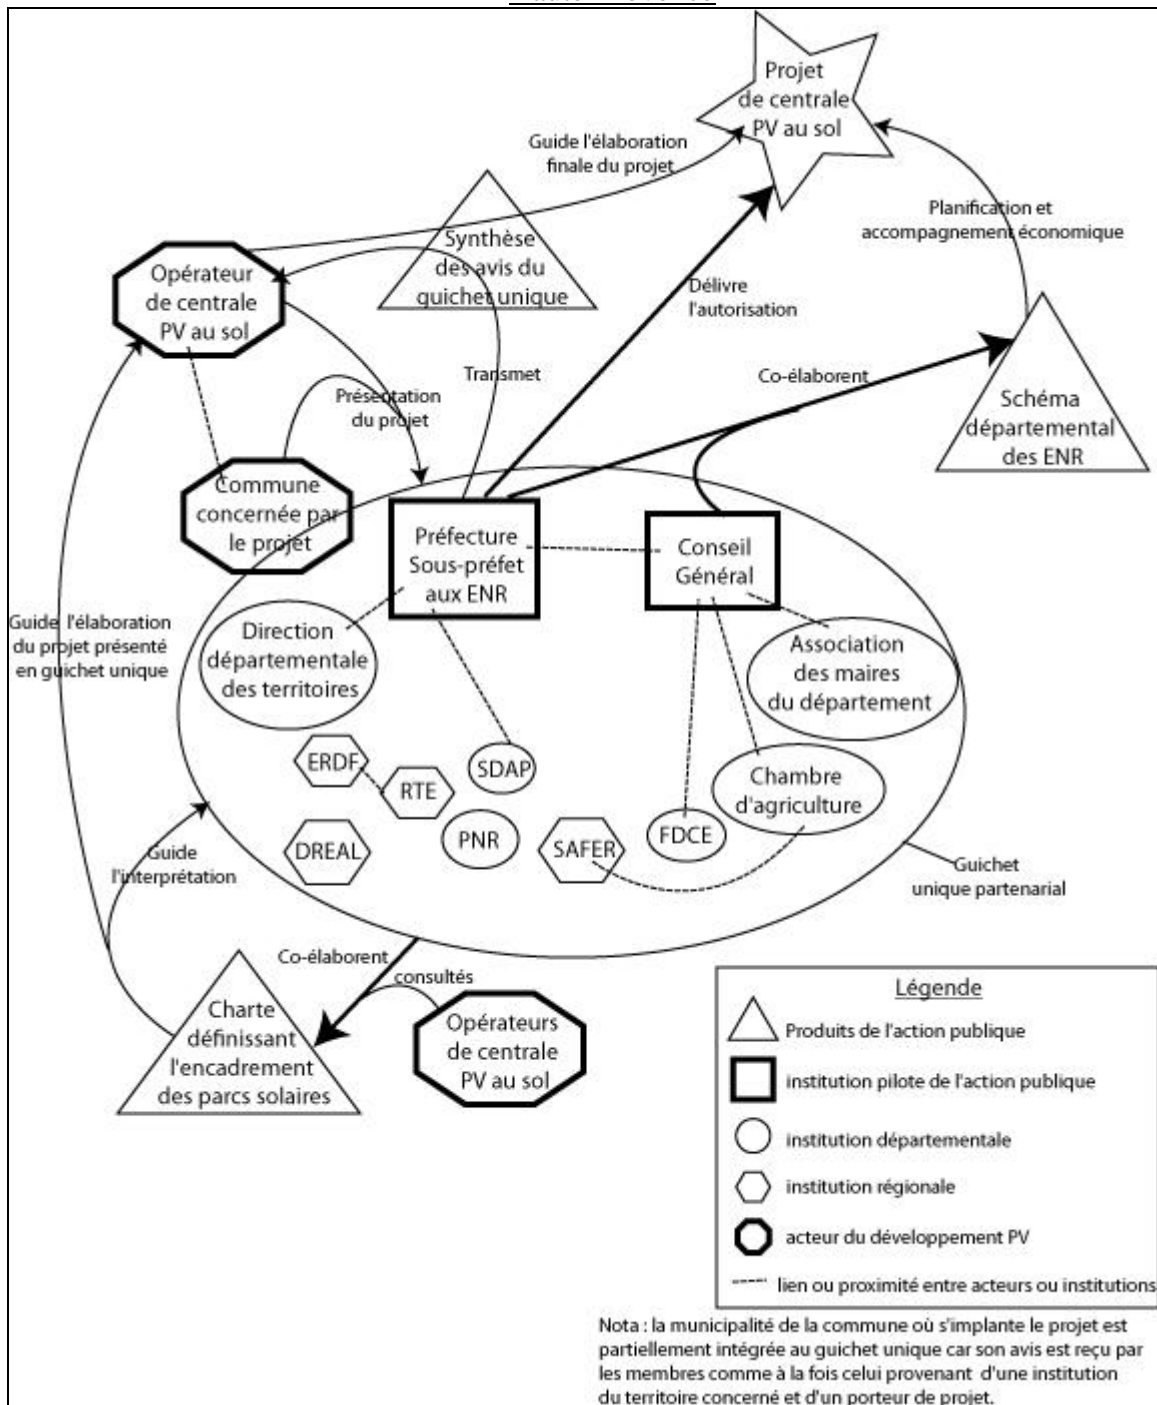 Projet
de centrale
PV au sol
Guide l'élaboration
finale du projet
Planification et
accompagnement économique
Synthèse
des avis du
guichet unique
Opérateur
de centrale
PV au sol
Délivre
l'autorisation
Transmet
Co-élaborent
Présentation
du projet
Schéma
départemental
des ENR
Commune
concernée par
le projet
Préfecture
Sous-préfet
aux ENR
Conseil
Général
Guide l'élaboration
du projet présenté
en guichet unique
Direction
départementale
des territoires
Association
des maires
du département
ERDF
RTE
SDAP
Chambre
d'agriculture
DREAL
PNR
SAFER
FDCE
Guide
l'interprétation
Guichet
unique partenarial
Co-élaborent
consultés
Charte
définissant
l'encadrement
des parcs solaires
Opérateurs
de centrale
PV au sol
Légende
Produits de l'action publique
institution pilote de l'action publique
institution départementale
institution régionale
acteur du développement PV
lien ou proximité entre acteurs ou institutions
Nota : la municipalité de la commune où s'implante le projet est
partiellement intégrée au guichet unique car son avis est reçu par
les membres comme à la fois celui provenant d'une institution
du territoire concerné et d'un porteur de projet.